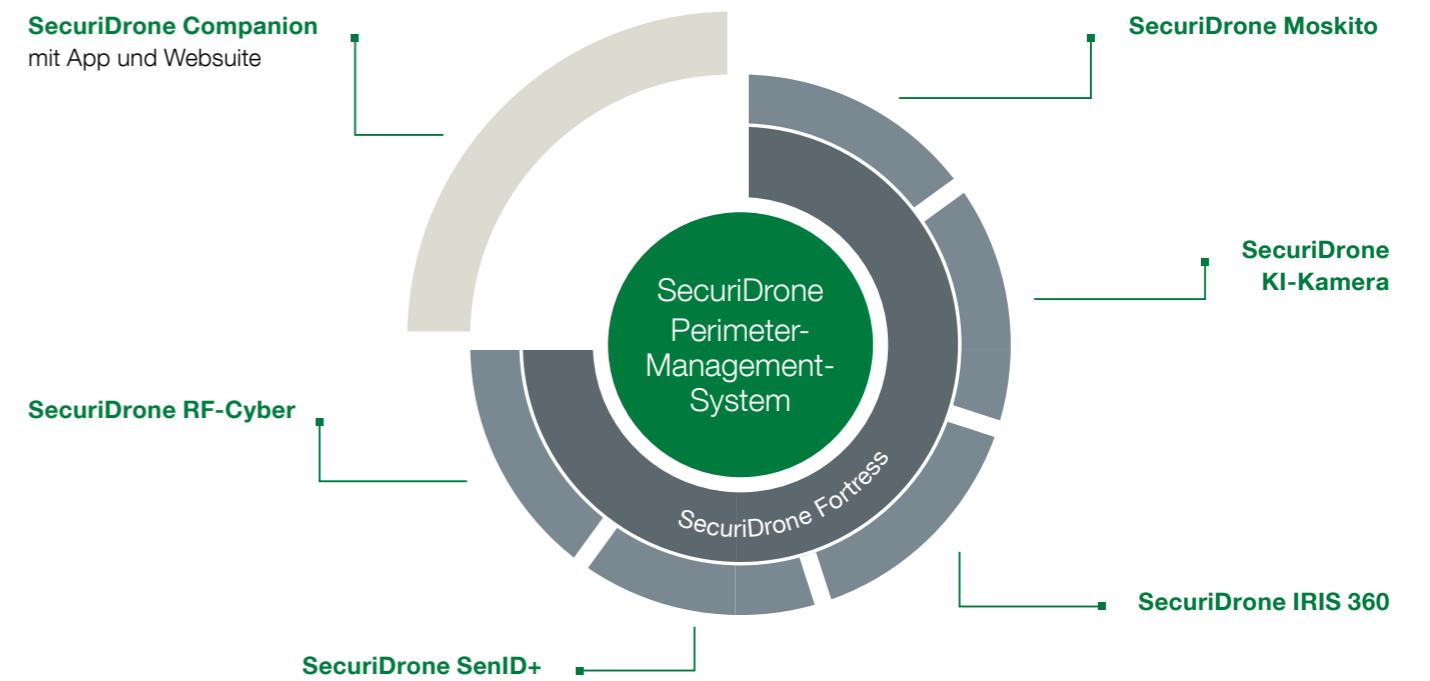 SecuriDrone Companion
mit App und Websuite
SecuriDrone Moskito
SecuriDrone
KI-Kamera
SecuriDrone
Perimeter-
Management-
System
SecuriDrone RF-Cyber
SecuriDrone Fortress
SecuriDrone IRIS 360
SecuriDrone SenID+